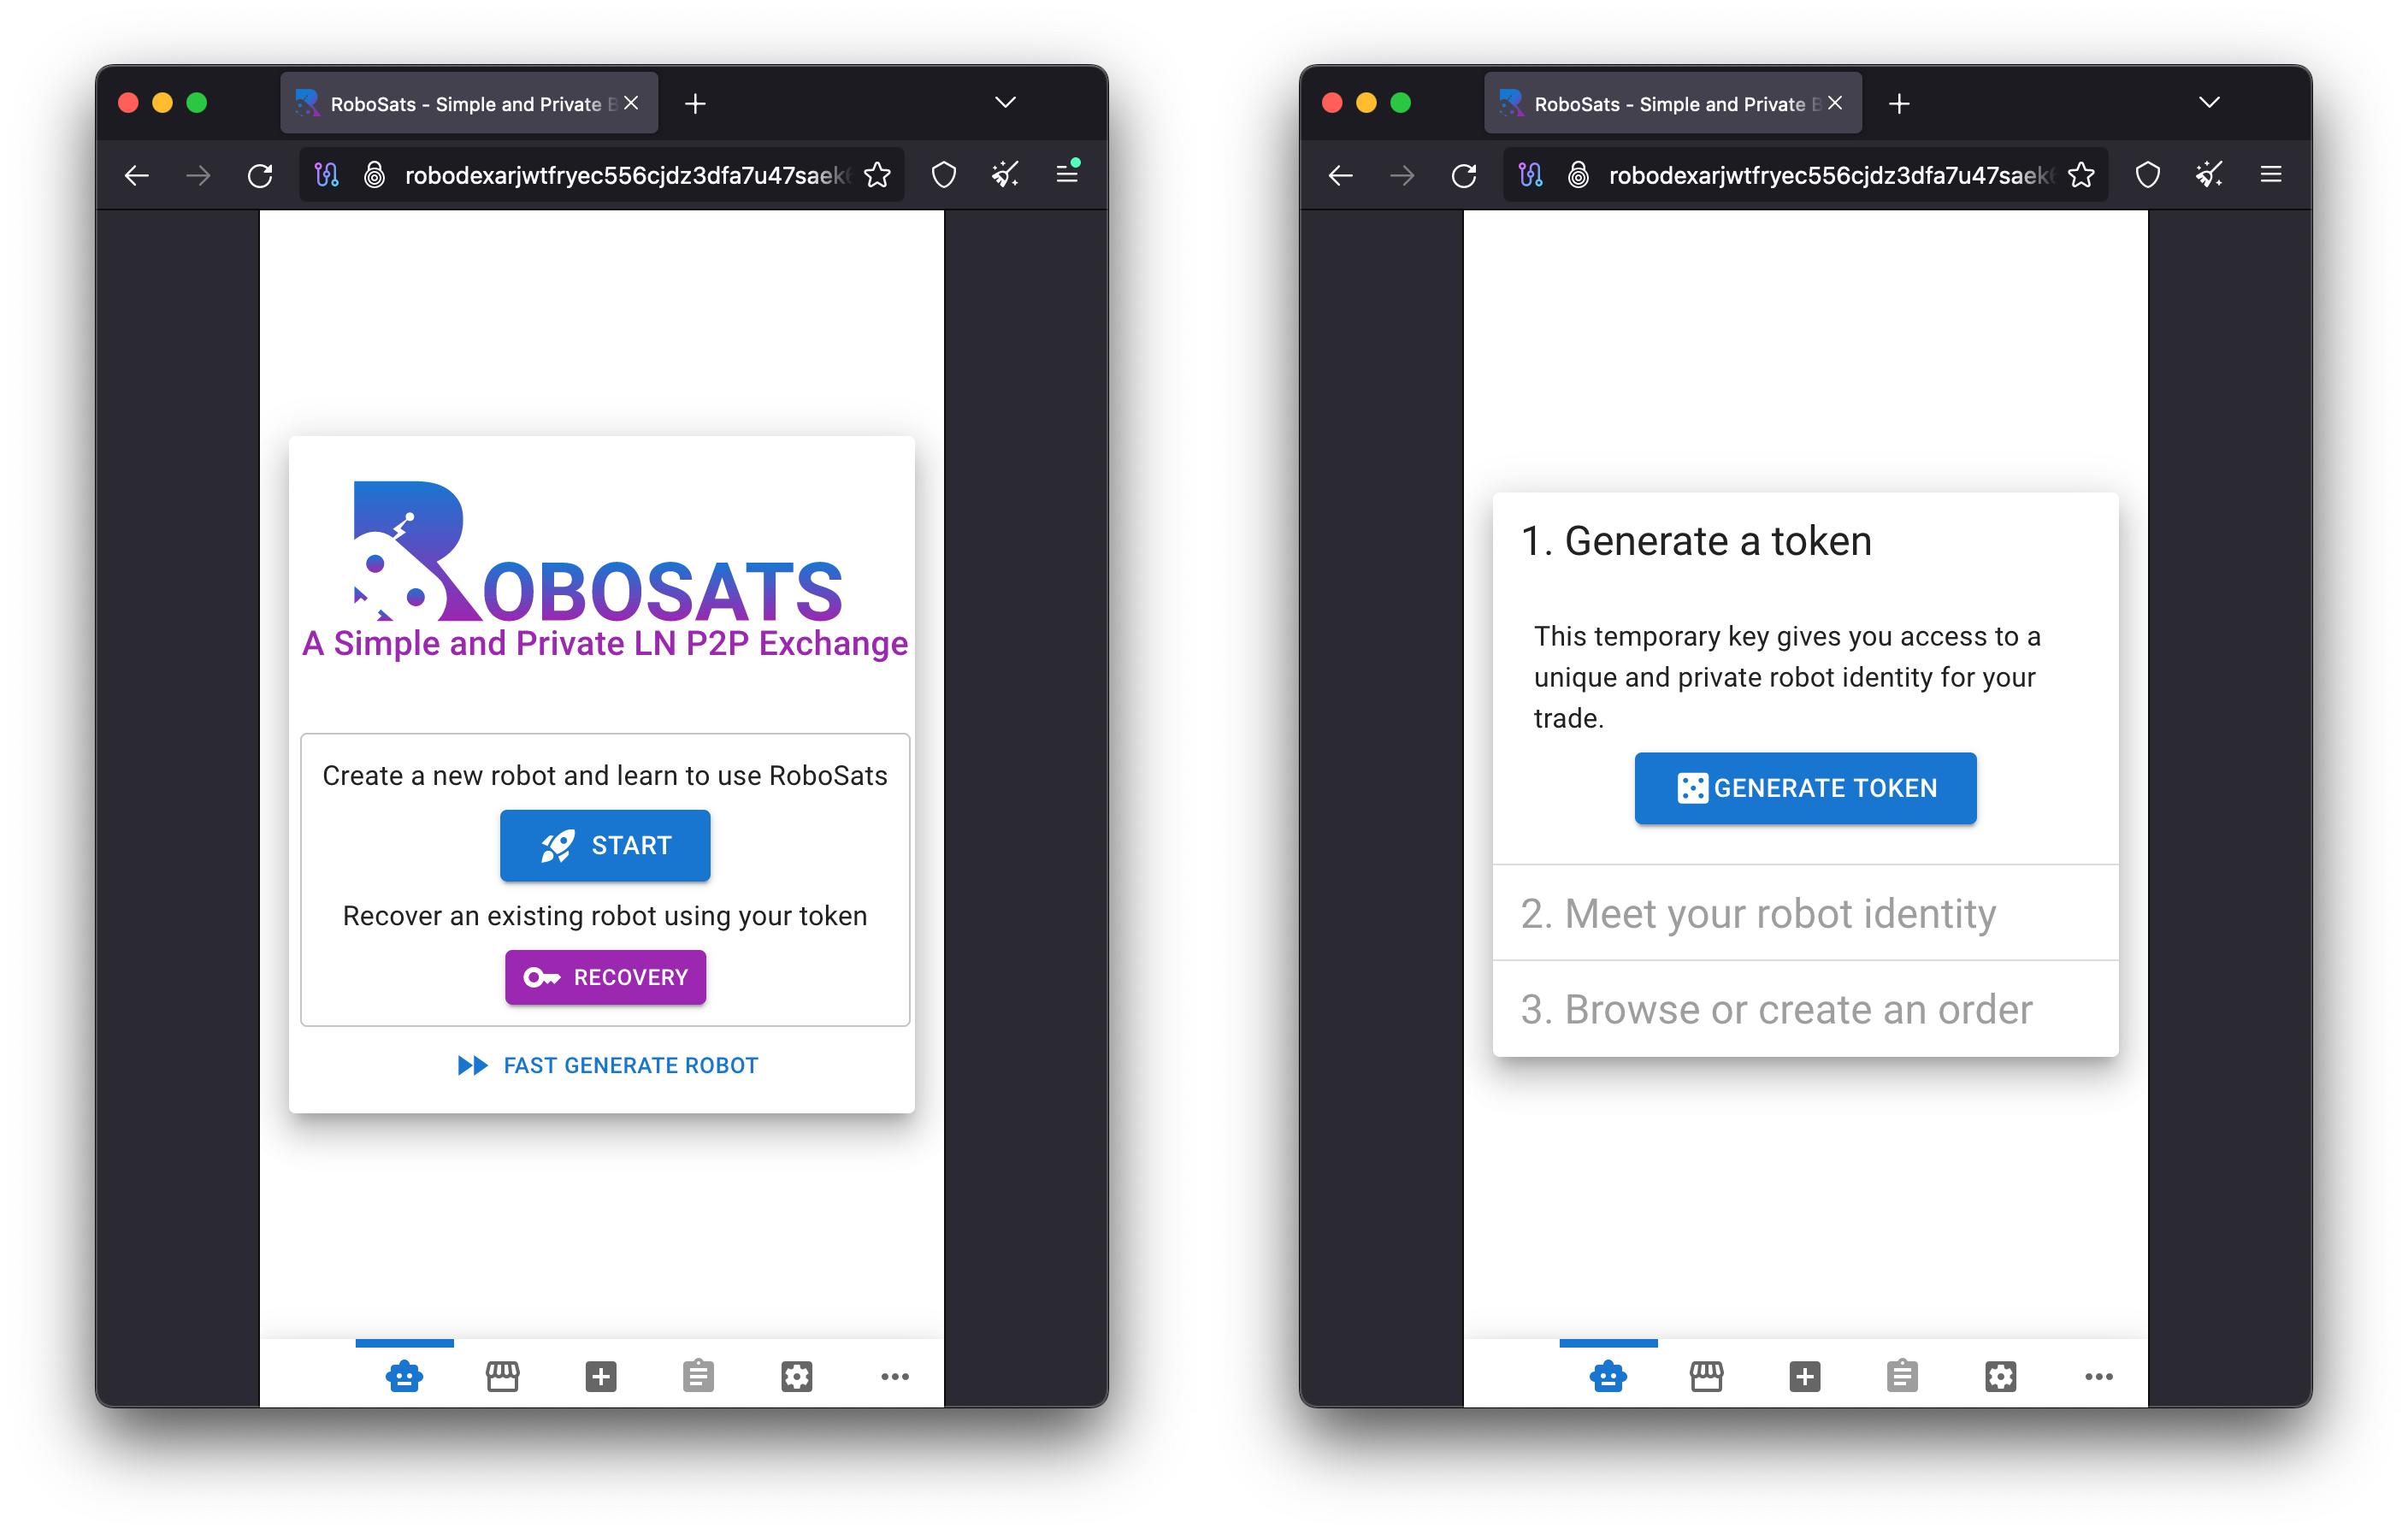 RoboSats - Simple and Private B
robodexarjwtfryec556cjdz3dfa7u47saek
ROBOSATS
A Simple and Private LN P2P Exchange
Create a new robot and learn to use RoboSats
START
Recover an existing robot using your token
RECOVERY
FAST GENERATE ROBOT
RoboSats - Simple and Private B
robodexarjwtfryec556cjdz3dfa7u47saek
1. Generate a token
This temporary key gives you access to a
unique and private robot identity for your
trade.
GENERATE TOKEN
2. Meet your robot identity
3. Browse or create an order